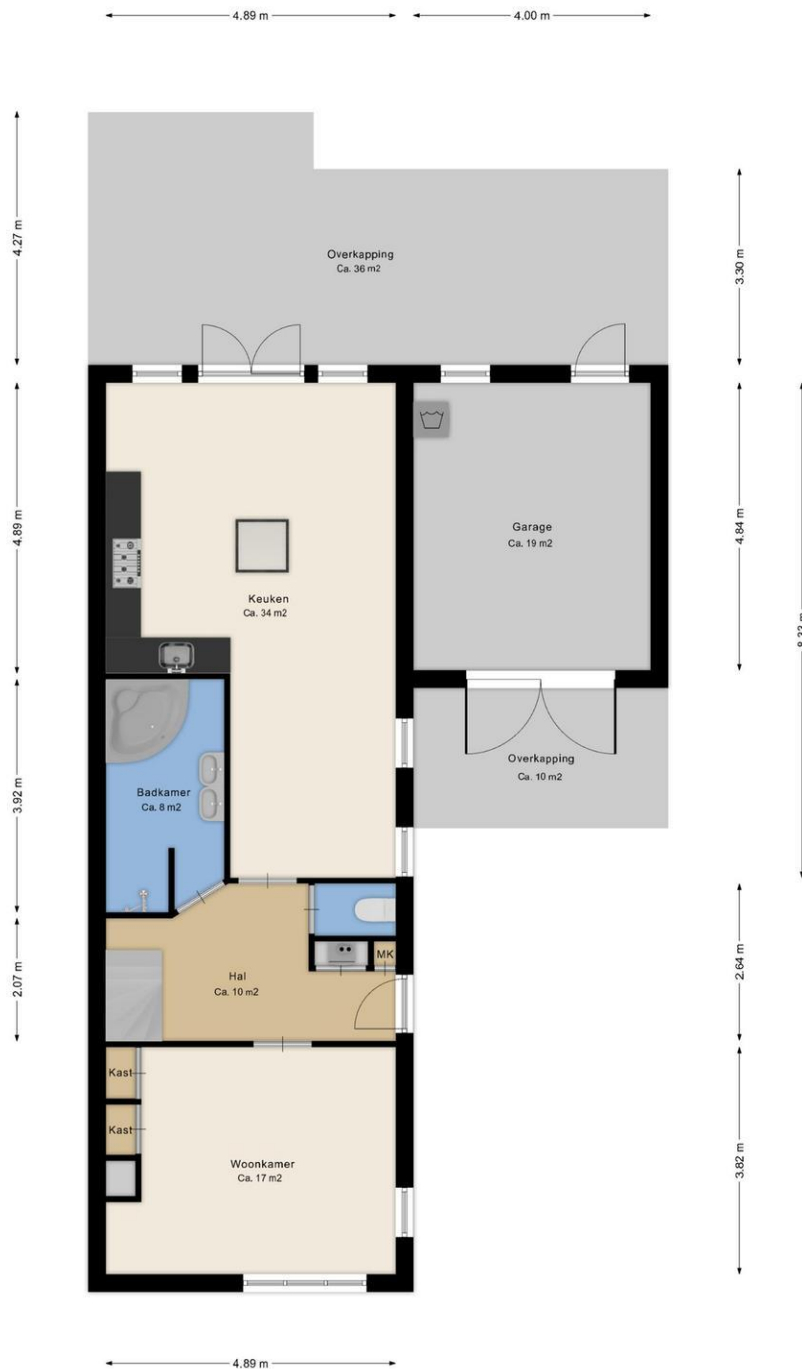 4.89 m
4.00 m
4.27 m
3.30 m
Overkapping
Ca. 36 m2
4.89 m
4.84 m
8.33 m
Garage
Ca. 19 m2
Keuken
Ca. 34 m2
3.92 m
Overkapping
Ca. 10 m2
Badkamer
Ca. 8 m2
2.07 m
2.64 m
MK
Hal
Ca. 10 m2
Kast
Kast
3.82 m
Woonkamer
Ca. 17 m2
4.89 m